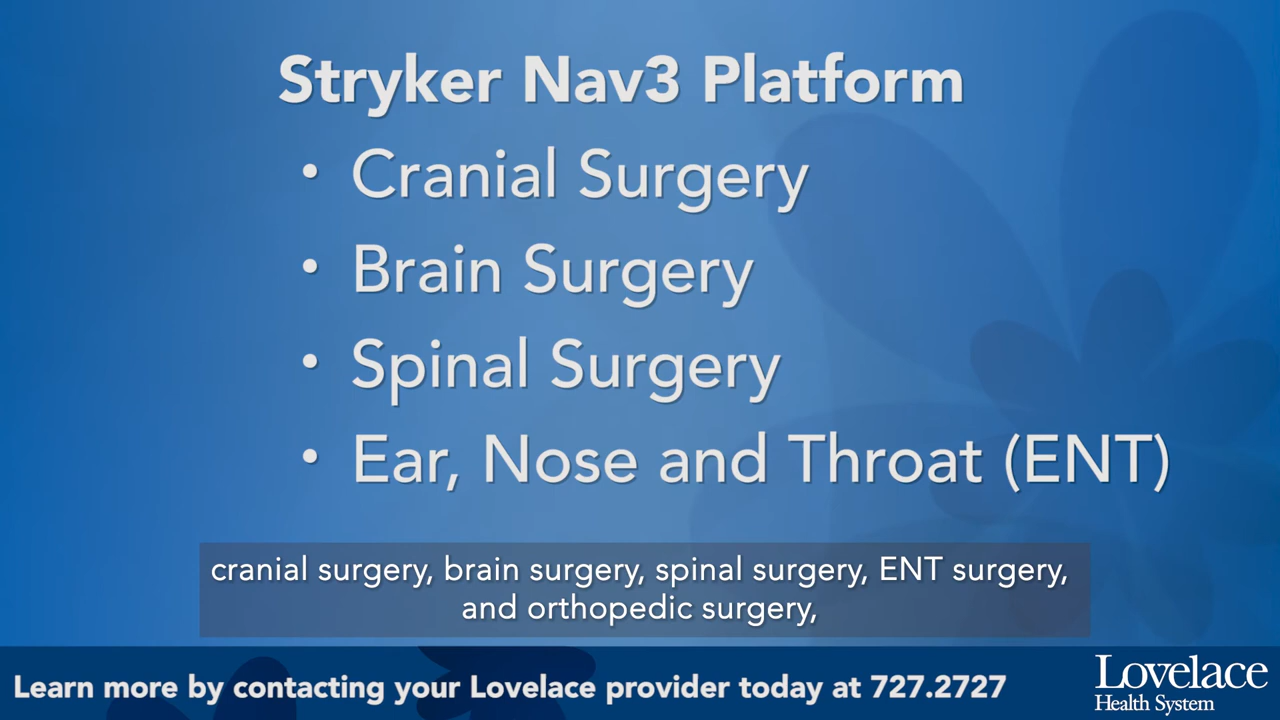 Stryker Nav3 Platform
• Cranial Surgery
• Brain Surgery
• Spinal Surgery
• Ear, Nose and Throat (ENT)
cranial surgery, brain surgery, spinal surgery, ENT surgery,
and orthopedic surgery,
Learn more by contacting your Lovelace provider today at 727.2727
Lovelace
Health System